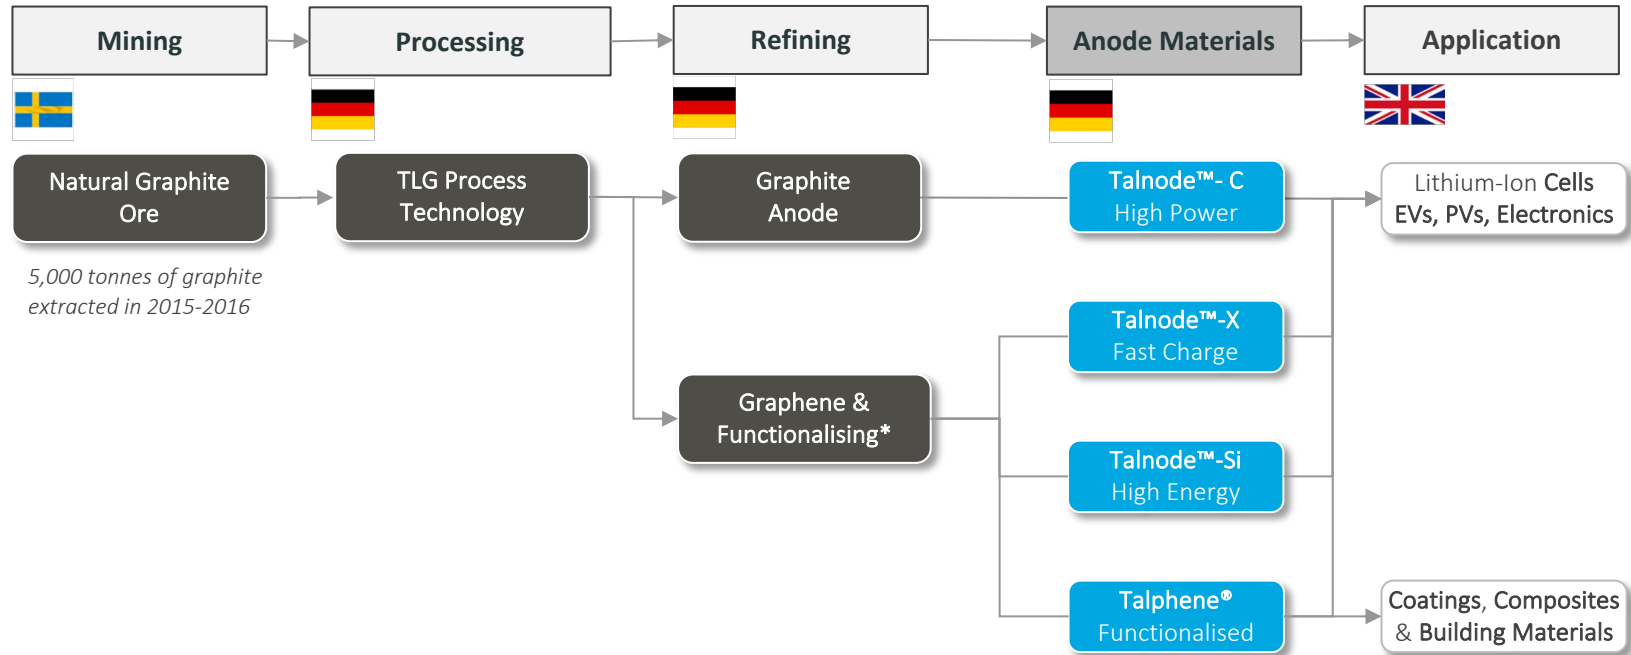 Mining
Processing
Refining
Anode Materials
Application
Natural Graphite
Ore
TLG Process
Technology
Graphite
Anode
Talnode™- C
High Power
Lithium-Ion Cells
EVs, PVs, Electronics
5,000 tonnes of graphite
extracted in 2015-2016
Talnode™-X
Fast Charge
Graphene &
Functionalising*
Talnode™-Si
High Energy
Talphene®
Functionalised
Coatings, Composites
& Building Materials